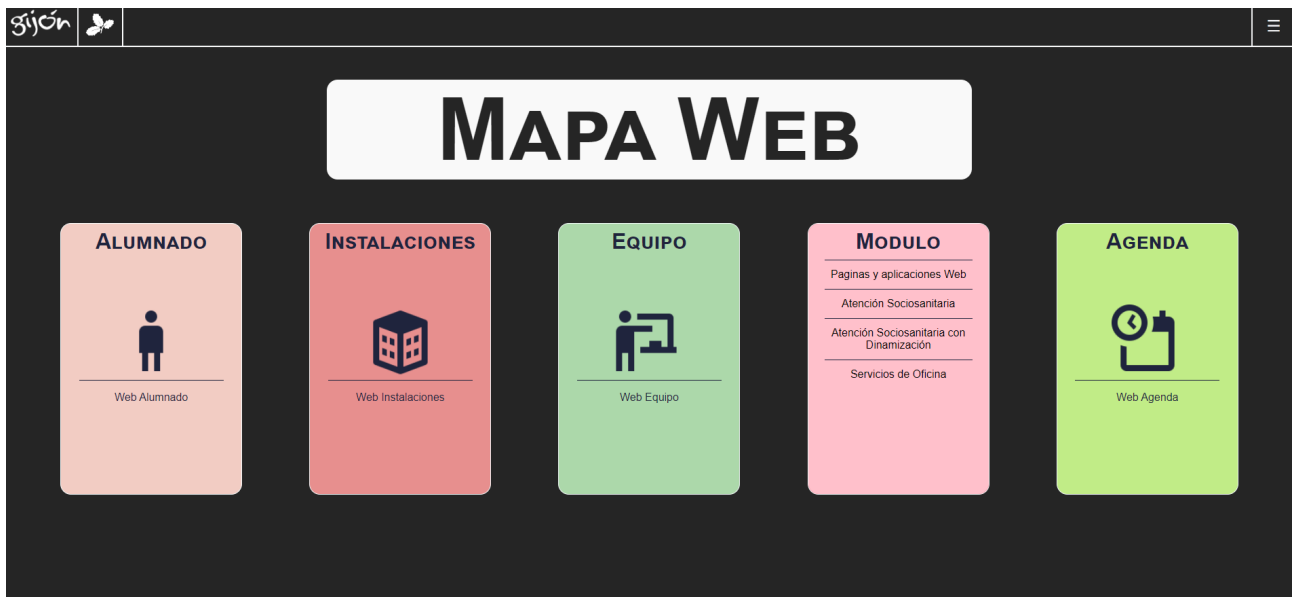 gijón
MAPA WEB
ALUMNADO
Web Alumnado
INSTALACIONES
Web Instalaciones
EQUIPO
Web Equipo
MODULO
Paginas y aplicaciones Web
Atención Sociosanitaria
Atención Sociosanitaria con
Dinamización
Servicios de Oficina
AGENDA
Web Agenda